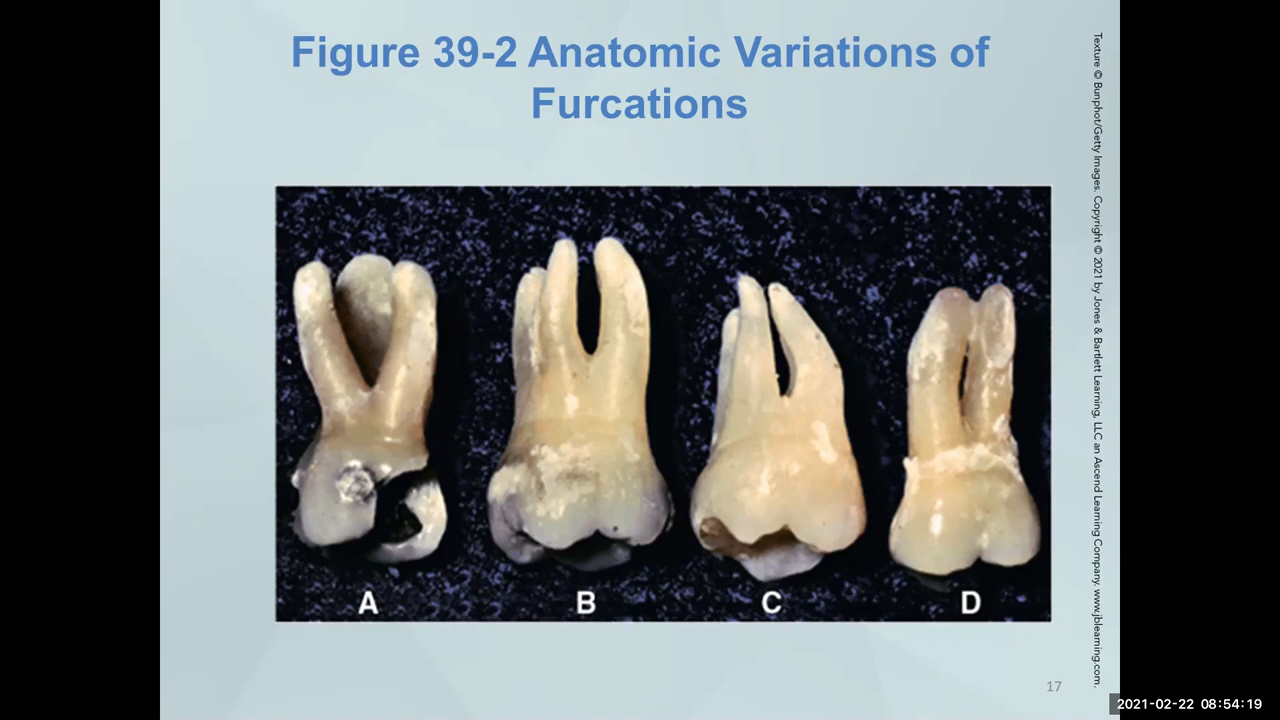 Figure 39-2 Anatomic Variations of
Furcations
A B C D
Texture © Bunphot/Getty Images. Copyright © 2021 by Jones & Bartlett Learning, LLC an Ascend Learning Company. www.jblearning.com.
17
2021-02-22 08:54:19